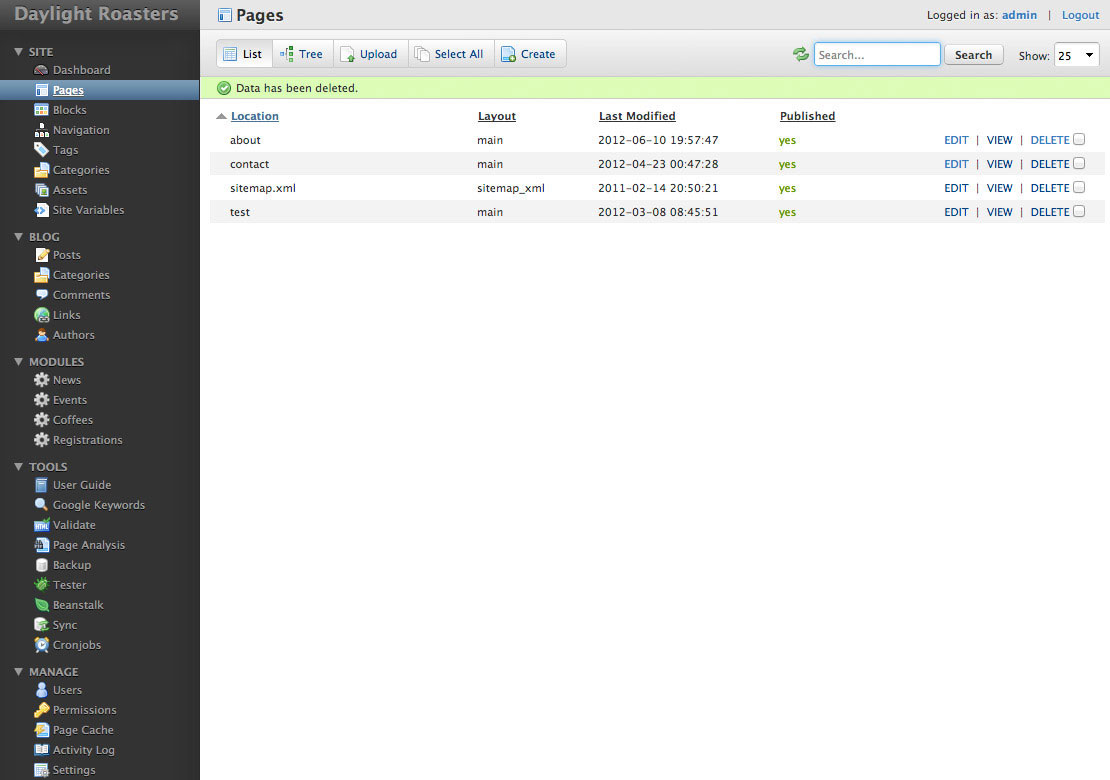 Daylight Roasters
SITE
Dashboard
Pages
Blocks
Navigation
Tags
Categories
Assets
Site Variables
BLOG
Posts
Categories
Comments
Links
Authors
MODULES
News
Events
Coffees
Registrations
TOOLS
User Guide
Google Keywords
Validate
Page Analysis
Backup
Tester
Beanstalk
Sync
Cronjobs
MANAGE
Users
Permissions
Page Cache
Activity Log
Settings
Pages
Logged in as: admin | Logout
List Tree Upload Select All Create Search... Search Show: 25
Data has been deleted.
Location Layout Last Modified Published
about main 2012-06-10 19:57:47 yes EDIT | VIEW | DELETE
contact main 2012-04-23 00:47:28 yes EDIT | VIEW | DELETE
sitemap.xml sitemap_xml 2011-02-14 20:50:21 yes EDIT | VIEW | DELETE
test main 2012-03-08 08:45:51 yes EDIT | VIEW | DELETE